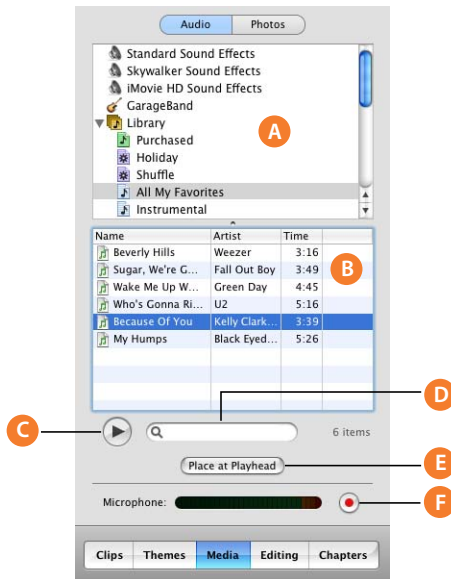 Audio Photos
Standard Sound Effects
Skywalker Sound Effects
iMovie HD Sound Effects
GarageBand
Library
A
Purchased
Holiday
Shuffle
All My Favorites
Instrumental
Name Artist Time
Beverly Hills Weezer 3:16
B
Sugar, We're G... Fall Out Boy 3:49
Wake Me Up W... Green Day 4:45
Who's Gonna Ri... U2 5:16
Because Of You Kelly Clark... 3:39
My Humps Black Eyed... 5:26
D
C 6 items
Place at Playhead E
Microphone: F
Clips Themes Media Editing Chapters